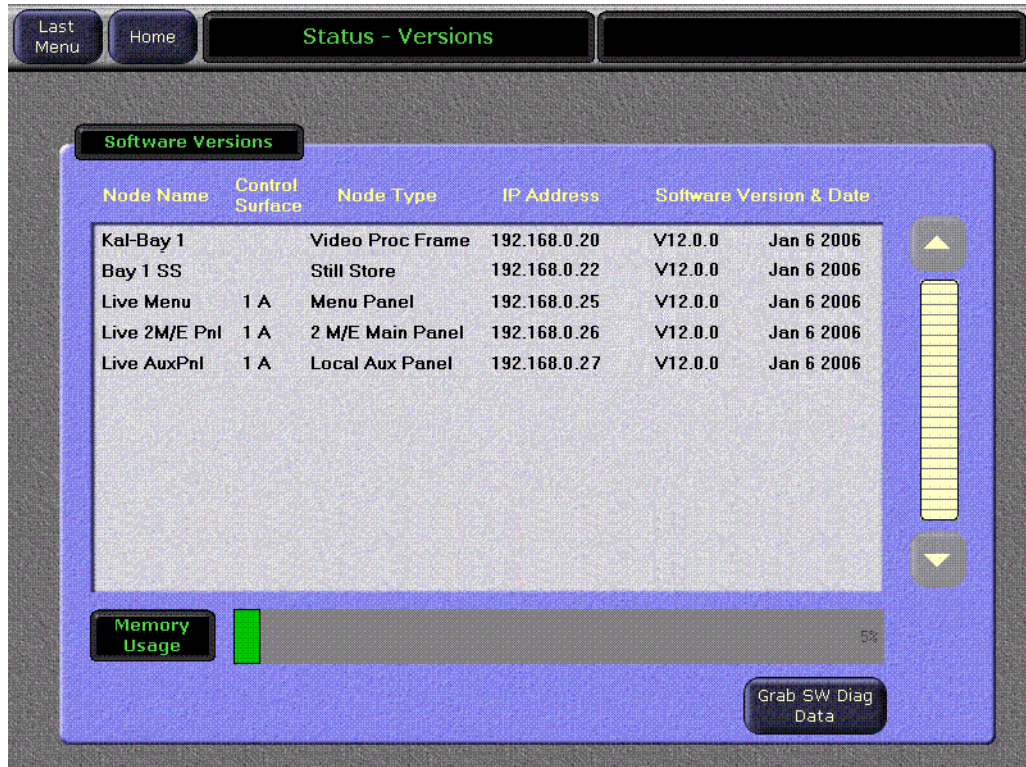 Last Menu
Home
Status - Versions
Software Versions
Node Name Control Surface Node Type IP Address Software Version & Date
Kal-Bay 1 Video Proc Frame 192.168.0.20 V12.0.0 Jan 6 2006
Bay 1 SS Still Store 192.168.0.22 V12.0.0 Jan 6 2006
Live Menu 1 A Menu Panel 192.168.0.25 V12.0.0 Jan 6 2006
Live 2M/E Pnl 1 A 2 M/E Main Panel 192.168.0.26 V12.0.0 Jan 6 2006
Live AuxPnl 1 A Local Aux Panel 192.168.0.27 V12.0.0 Jan 6 2006
Memory
Usage
5%
Grab SW Diag
Data